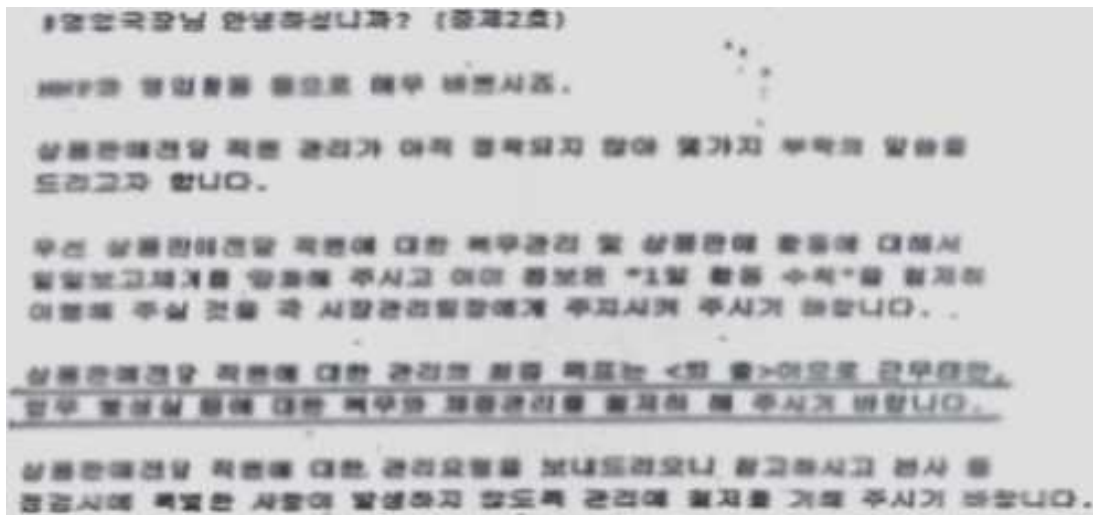 #영업국장님 안녕하십니까? (중제2호)
영업활동 등으로 매우 바쁘시죠.
상품판매전담 직원 관리가 아직 정착되지 않아 몇가지 부탁의 말씀을
드리고자 합니다.
우선 상품판매전담 직원에 대한 복무관리 및 상품판매 활동에 대해서
일일보고체계를 강화해 주시고 이미 통보된 "1일 활동 수칙"을 철저히
이행해 주실 것을 각 시장관리팀장에게 주지시켜 주시기 바랍니다.
상품판매전담 직원에 대한 관리의 최종 목표는 <퇴 출>이므로 근무태만,
업무 불성실 등에 대한 복무와 채증관리를 철저히 해 주시기 바랍니다.
상품판매전담 직원에 대한 관리요령을 보내드리오니 참고하시고 본사 등
점검시에 특별한 사항이 발생하지 않도록 관리에 철저를 기해 주시기 바랍니다.